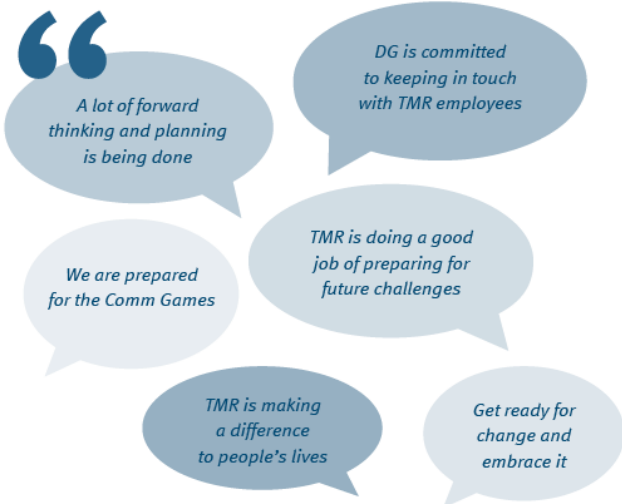 A lot of forward
thinking and planning
is being done
DG is committed
to keeping in touch
with TMR employees
We are prepared
for the Comm Games
TMR is doing a good
job of preparing for
future challenges
TMR is making
a difference
to people's lives
Get ready for
change and
embrace it